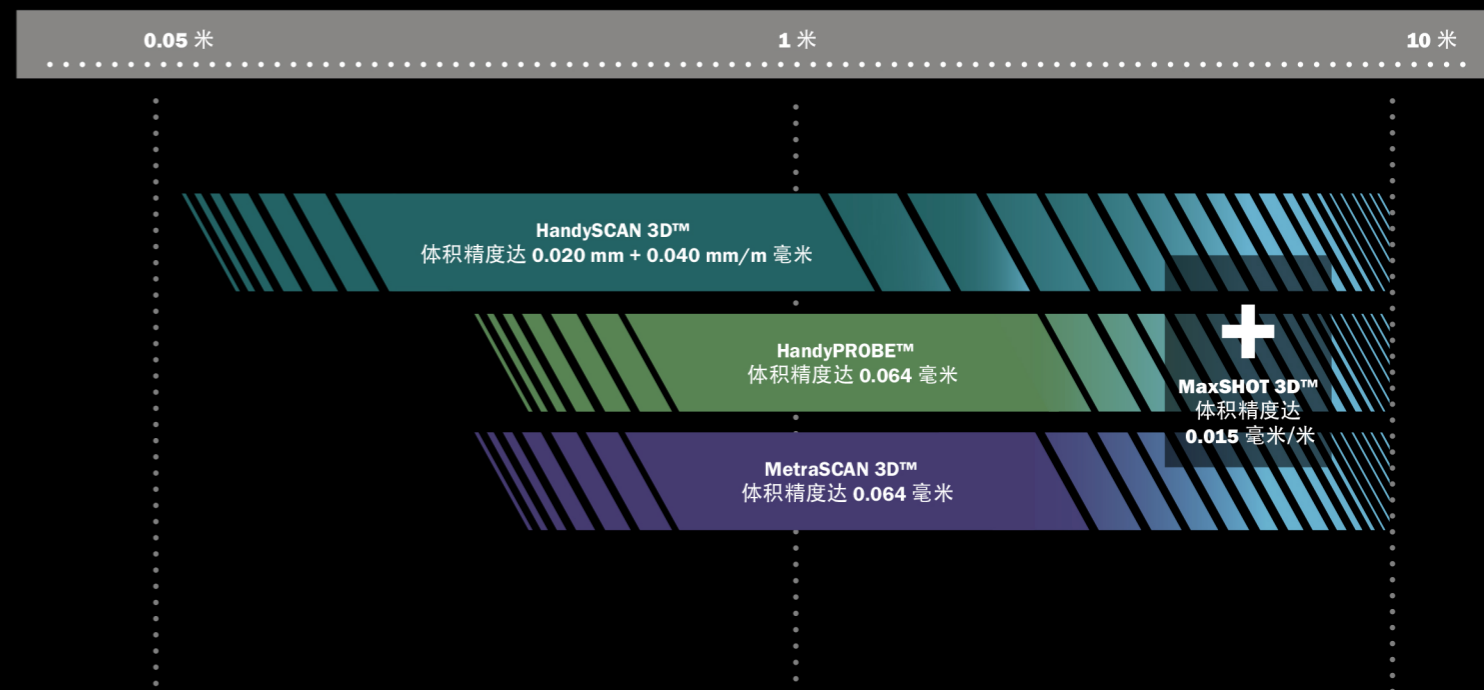 0.05 米
1 米
10 米
HandySCAN 3D™
体积精度达 0.020 mm + 0.040 mm/m 毫米
HandyPROBE™
体积精度达 0.064 毫米
MaxSHOT 3D™
体积精度达
0.015 毫米/米
MetraSCAN 3D™
体积精度达 0.064 毫米